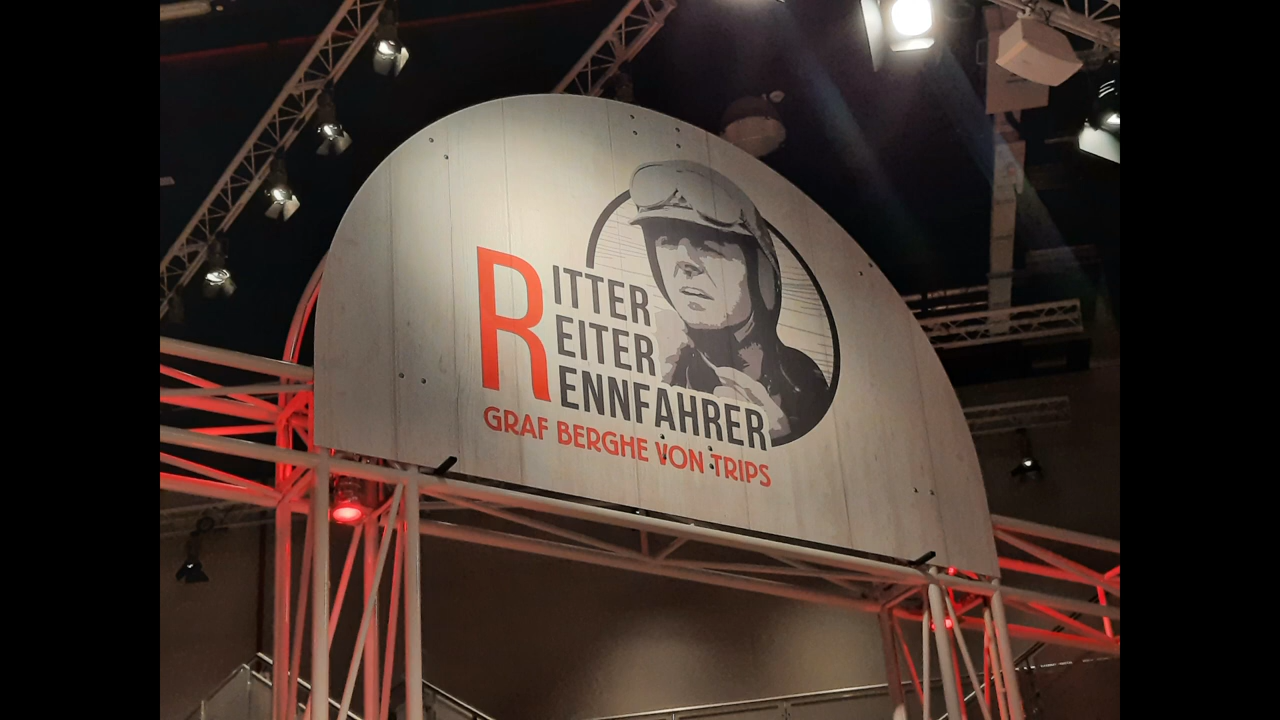 RITTER
REITER
RENNFAHRER
GRAF BERGHE VON TRIPS